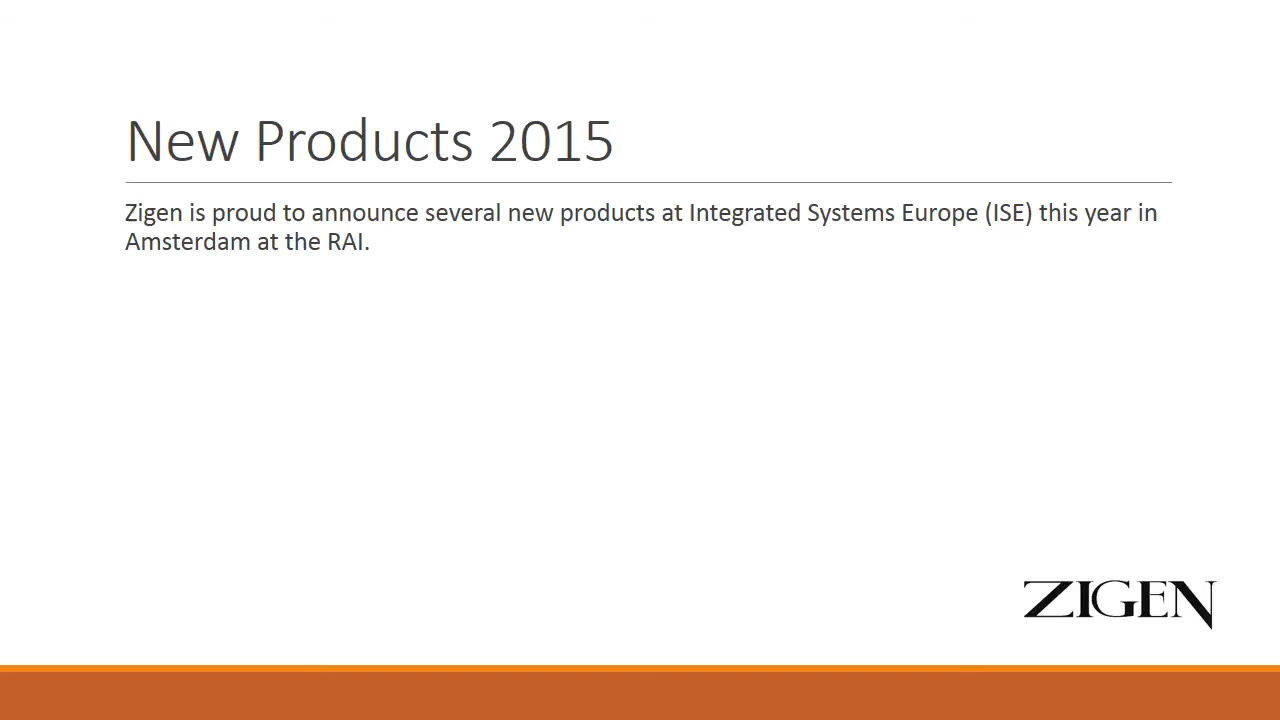 New Products 2015
Zigen is proud to announce several new products at Integrated Systems Europe (ISE) this year in
Amsterdam at the RAI.
ZIGEN